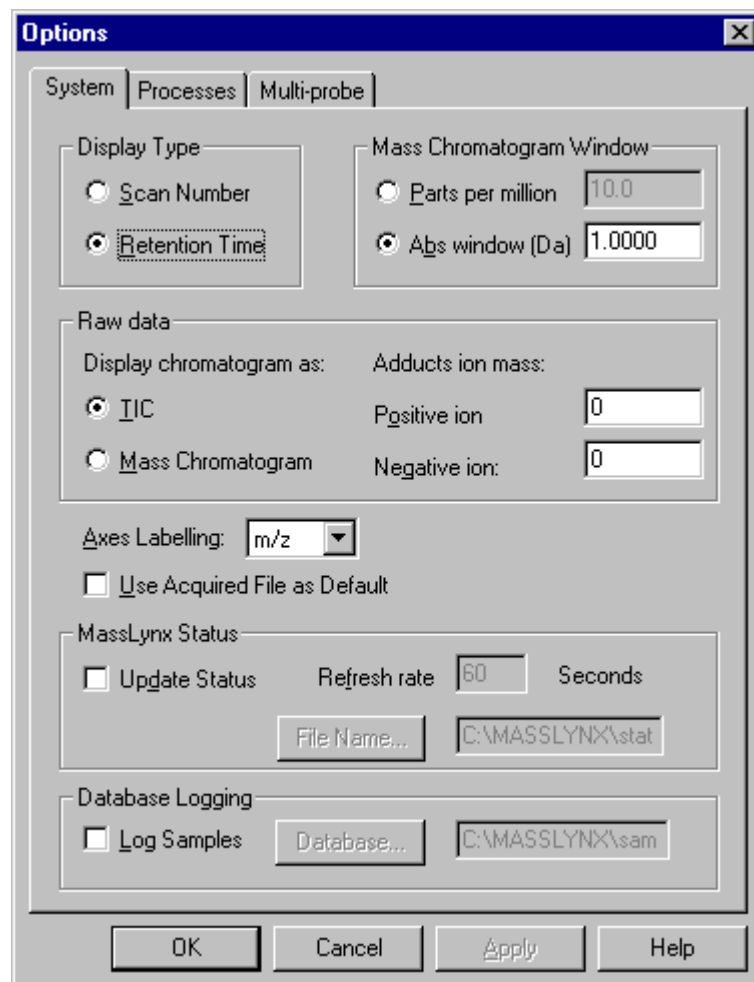 Options
System Processes Multi-probe
Display Type
Scan Number
Retention Time
Mass Chromatogram Window
Parts per million 10.0
Abs window (Da) 1.0000
Raw data
Display chromatogram as:
TIC
Mass Chromatogram
Adducts ion mass:
Positive ion 0
Negative ion: 0
Axes Labelling: m/z
Use Acquired File as Default
MassLynx Status
Update Status Refresh rate 60 Seconds
File Name... C:\MASSLYNX\stat
Database Logging
Log Samples Database... C:\MASSLYNX\sam
OK Cancel Apply Help